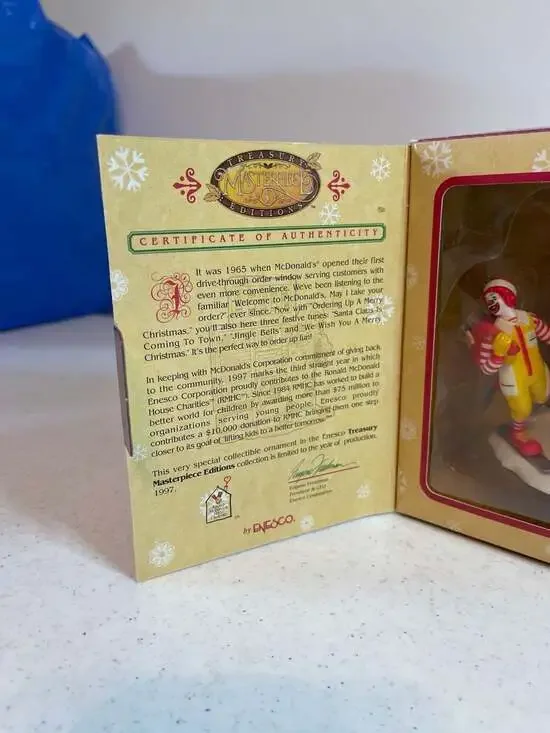 TREASURY
MASTERPIECE
EDITIONS
CERTIFICATE OF AUTHENTICITY
It was 1965 when McDonald's® opened their first
drive-through order window serving customers with
even more convenience. We've been listening to the
familiar "Welcome to McDonald's, May I take your
order?" ever since. Now with "Ordering Up A Merry
Christmas," you'll also here three festive tunes: "Santa Claus Is
Coming To Town," "Jingle Bells" and "We Wish You A Merry
Christmas." It's the perfect way to order up fun!
In keeping with McDonald's Corporation commitment of giving back
to the community, 1997 marks the third straight year in which
Enesco Corporation proudly contributes to the Ronald McDonald
House Charities™ (RMHC™). Since 1984 RMHC has worked to build a
better world for children by awarding more than $75 million to
organizations serving young people. Enesco proudly
contributes a $10,000 donation to RMHC bringing them one step
closer to its goal of "lifting kids to a better tomorrow."
This very special collectible ornament in the Enesco Treasury
Masterpiece Editions collection is limited to the year of production,
1997.
Eugene Freedman
President & CEO
Enesco Corporation
by ENESCO.